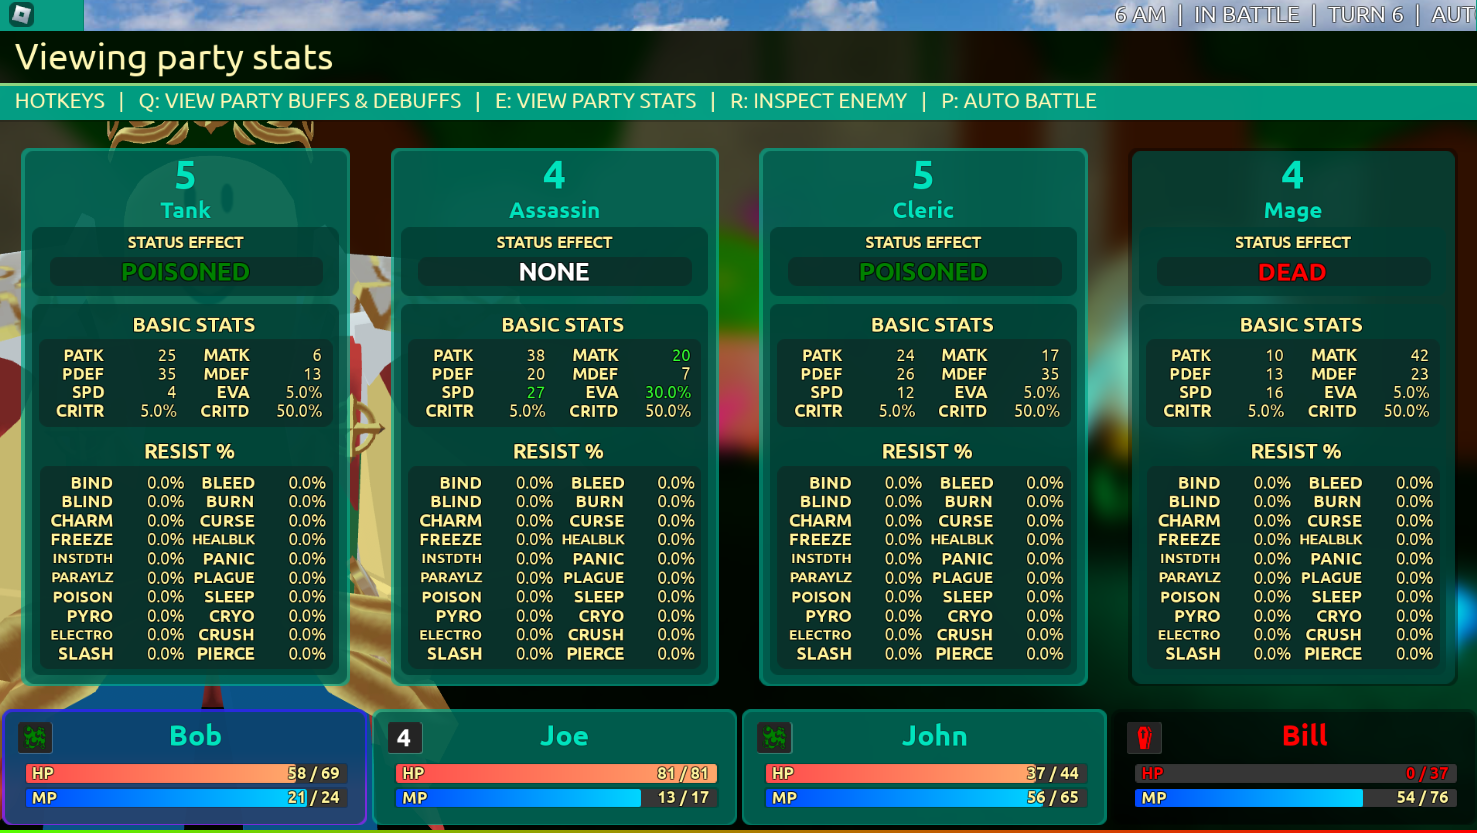 6 AM | IN BATTLE | TURN 6 | AUT
Viewing party stats
HOTKEYS | Q: VIEW PARTY BUFFS & DEBUFFS | E: VIEW PARTY STATS | R: INSPECT ENEMY | P: AUTO BATTLE
5
Tank
STATUS EFFECT
POISONED
BASIC STATS
PATK 25 MATK 6
PDEF 35 MDEF 13
SPD 4 EVA 5.0%
CRITR 5.0% CRITD 50.0%
RESIST %
BIND 0.0% BLEED 0.0%
BLIND 0.0% BURN 0.0%
CHARM 0.0% CURSE 0.0%
FREEZE 0.0% HEALBLK 0.0%
INSTDTH 0.0% PANIC 0.0%
PARAYLZ 0.0% PLAGUE 0.0%
POISON 0.0% SLEEP 0.0%
PYRO 0.0% CRYO 0.0%
ELECTRO 0.0% CRUSH 0.0%
SLASH 0.0% PIERCE 0.0%
4
Assassin
STATUS EFFECT
NONE
BASIC STATS
PATK 38 MATK 20
PDEF 20 MDEF 7
SPD 27 EVA 30.0%
CRITR 5.0% CRITD 50.0%
RESIST %
BIND 0.0% BLEED 0.0%
BLIND 0.0% BURN 0.0%
CHARM 0.0% CURSE 0.0%
FREEZE 0.0% HEALBLK 0.0%
INSTDTH 0.0% PANIC 0.0%
PARAYLZ 0.0% PLAGUE 0.0%
POISON 0.0% SLEEP 0.0%
PYRO 0.0% CRYO 0.0%
ELECTRO 0.0% CRUSH 0.0%
SLASH 0.0% PIERCE 0.0%
5
Cleric
STATUS EFFECT
POISONED
BASIC STATS
PATK 24 MATK 17
PDEF 26 MDEF 35
SPD 12 EVA 5.0%
CRITR 5.0% CRITD 50.0%
RESIST %
BIND 0.0% BLEED 0.0%
BLIND 0.0% BURN 0.0%
CHARM 0.0% CURSE 0.0%
FREEZE 0.0% HEALBLK 0.0%
INSTDTH 0.0% PANIC 0.0%
PARAYLZ 0.0% PLAGUE 0.0%
POISON 0.0% SLEEP 0.0%
PYRO 0.0% CRYO 0.0%
ELECTRO 0.0% CRUSH 0.0%
SLASH 0.0% PIERCE 0.0%
4
Mage
STATUS EFFECT
DEAD
BASIC STATS
PATK 10 MATK 42
PDEF 13 MDEF 23
SPD 16 EVA 5.0%
CRITR 5.0% CRITD 50.0%
RESIST %
BIND 0.0% BLEED 0.0%
BLIND 0.0% BURN 0.0%
CHARM 0.0% CURSE 0.0%
FREEZE 0.0% HEALBLK 0.0%
INSTDTH 0.0% PANIC 0.0%
PARAYLZ 0.0% PLAGUE 0.0%
POISON 0.0% SLEEP 0.0%
PYRO 0.0% CRYO 0.0%
ELECTRO 0.0% CRUSH 0.0%
SLASH 0.0% PIERCE 0.0%
Bob
HP 58 / 69
MP 21 / 24
4 Joe
HP 81 / 81
MP 13 / 17
John
HP 37 / 44
MP 56 / 65
Bill
HP 0 / 37
MP 54 / 76